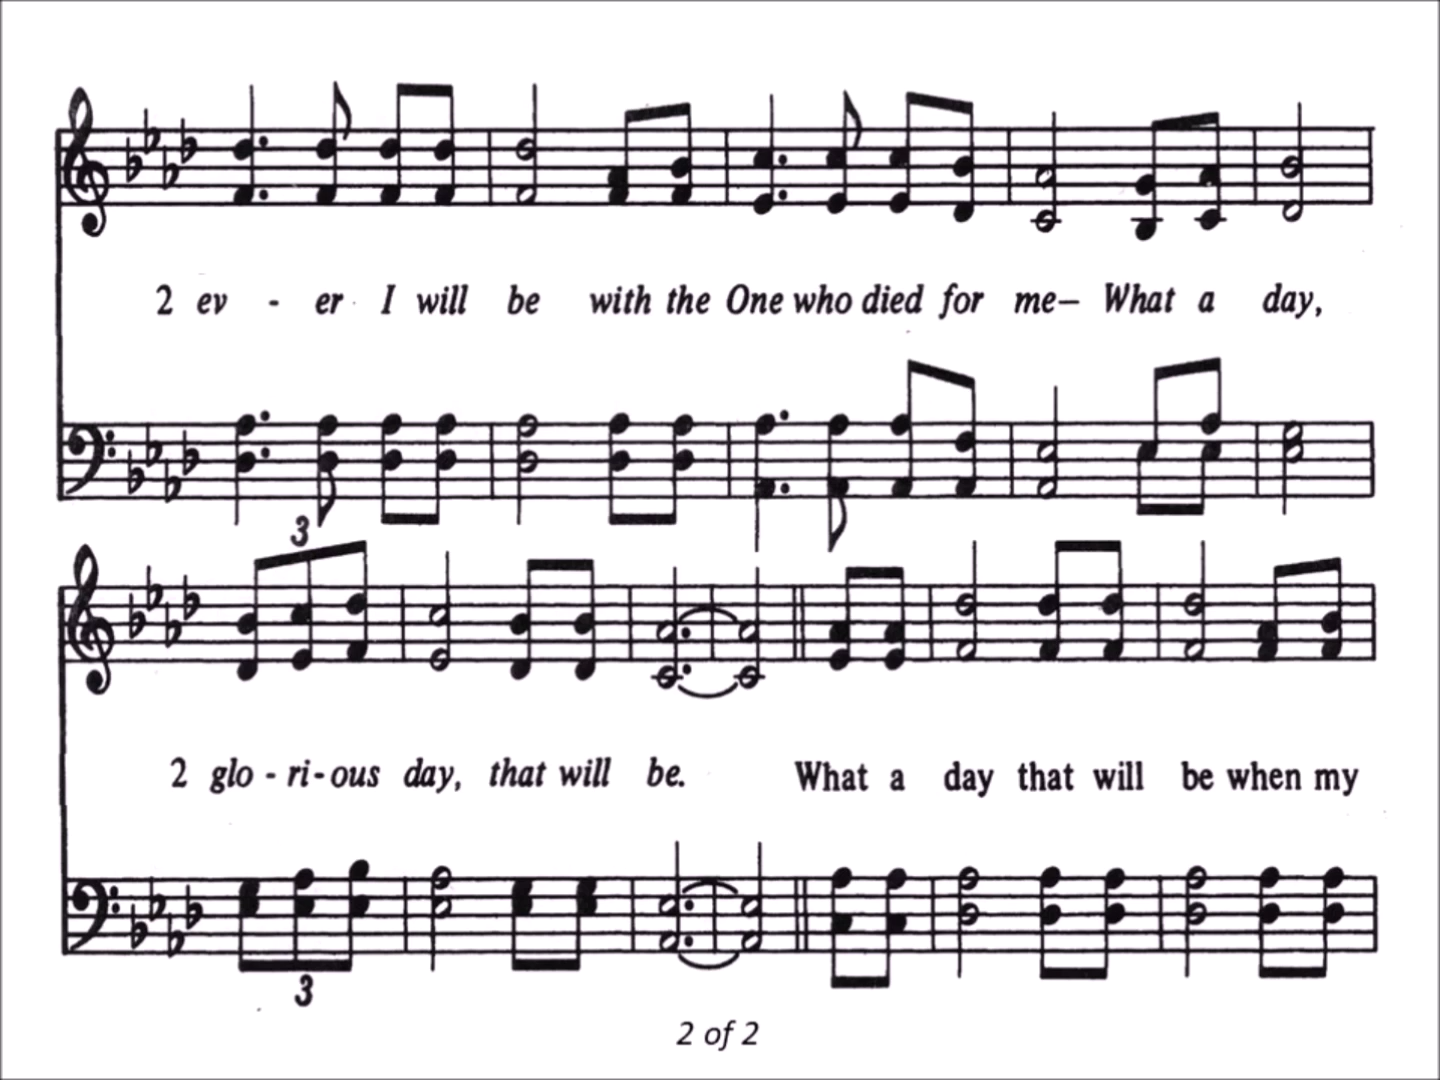 2 ev - er I will be with the One who died for me– What a day,
3
2 glo - ri - ous day, that will be. What a day that will be when my
3
2 of 2